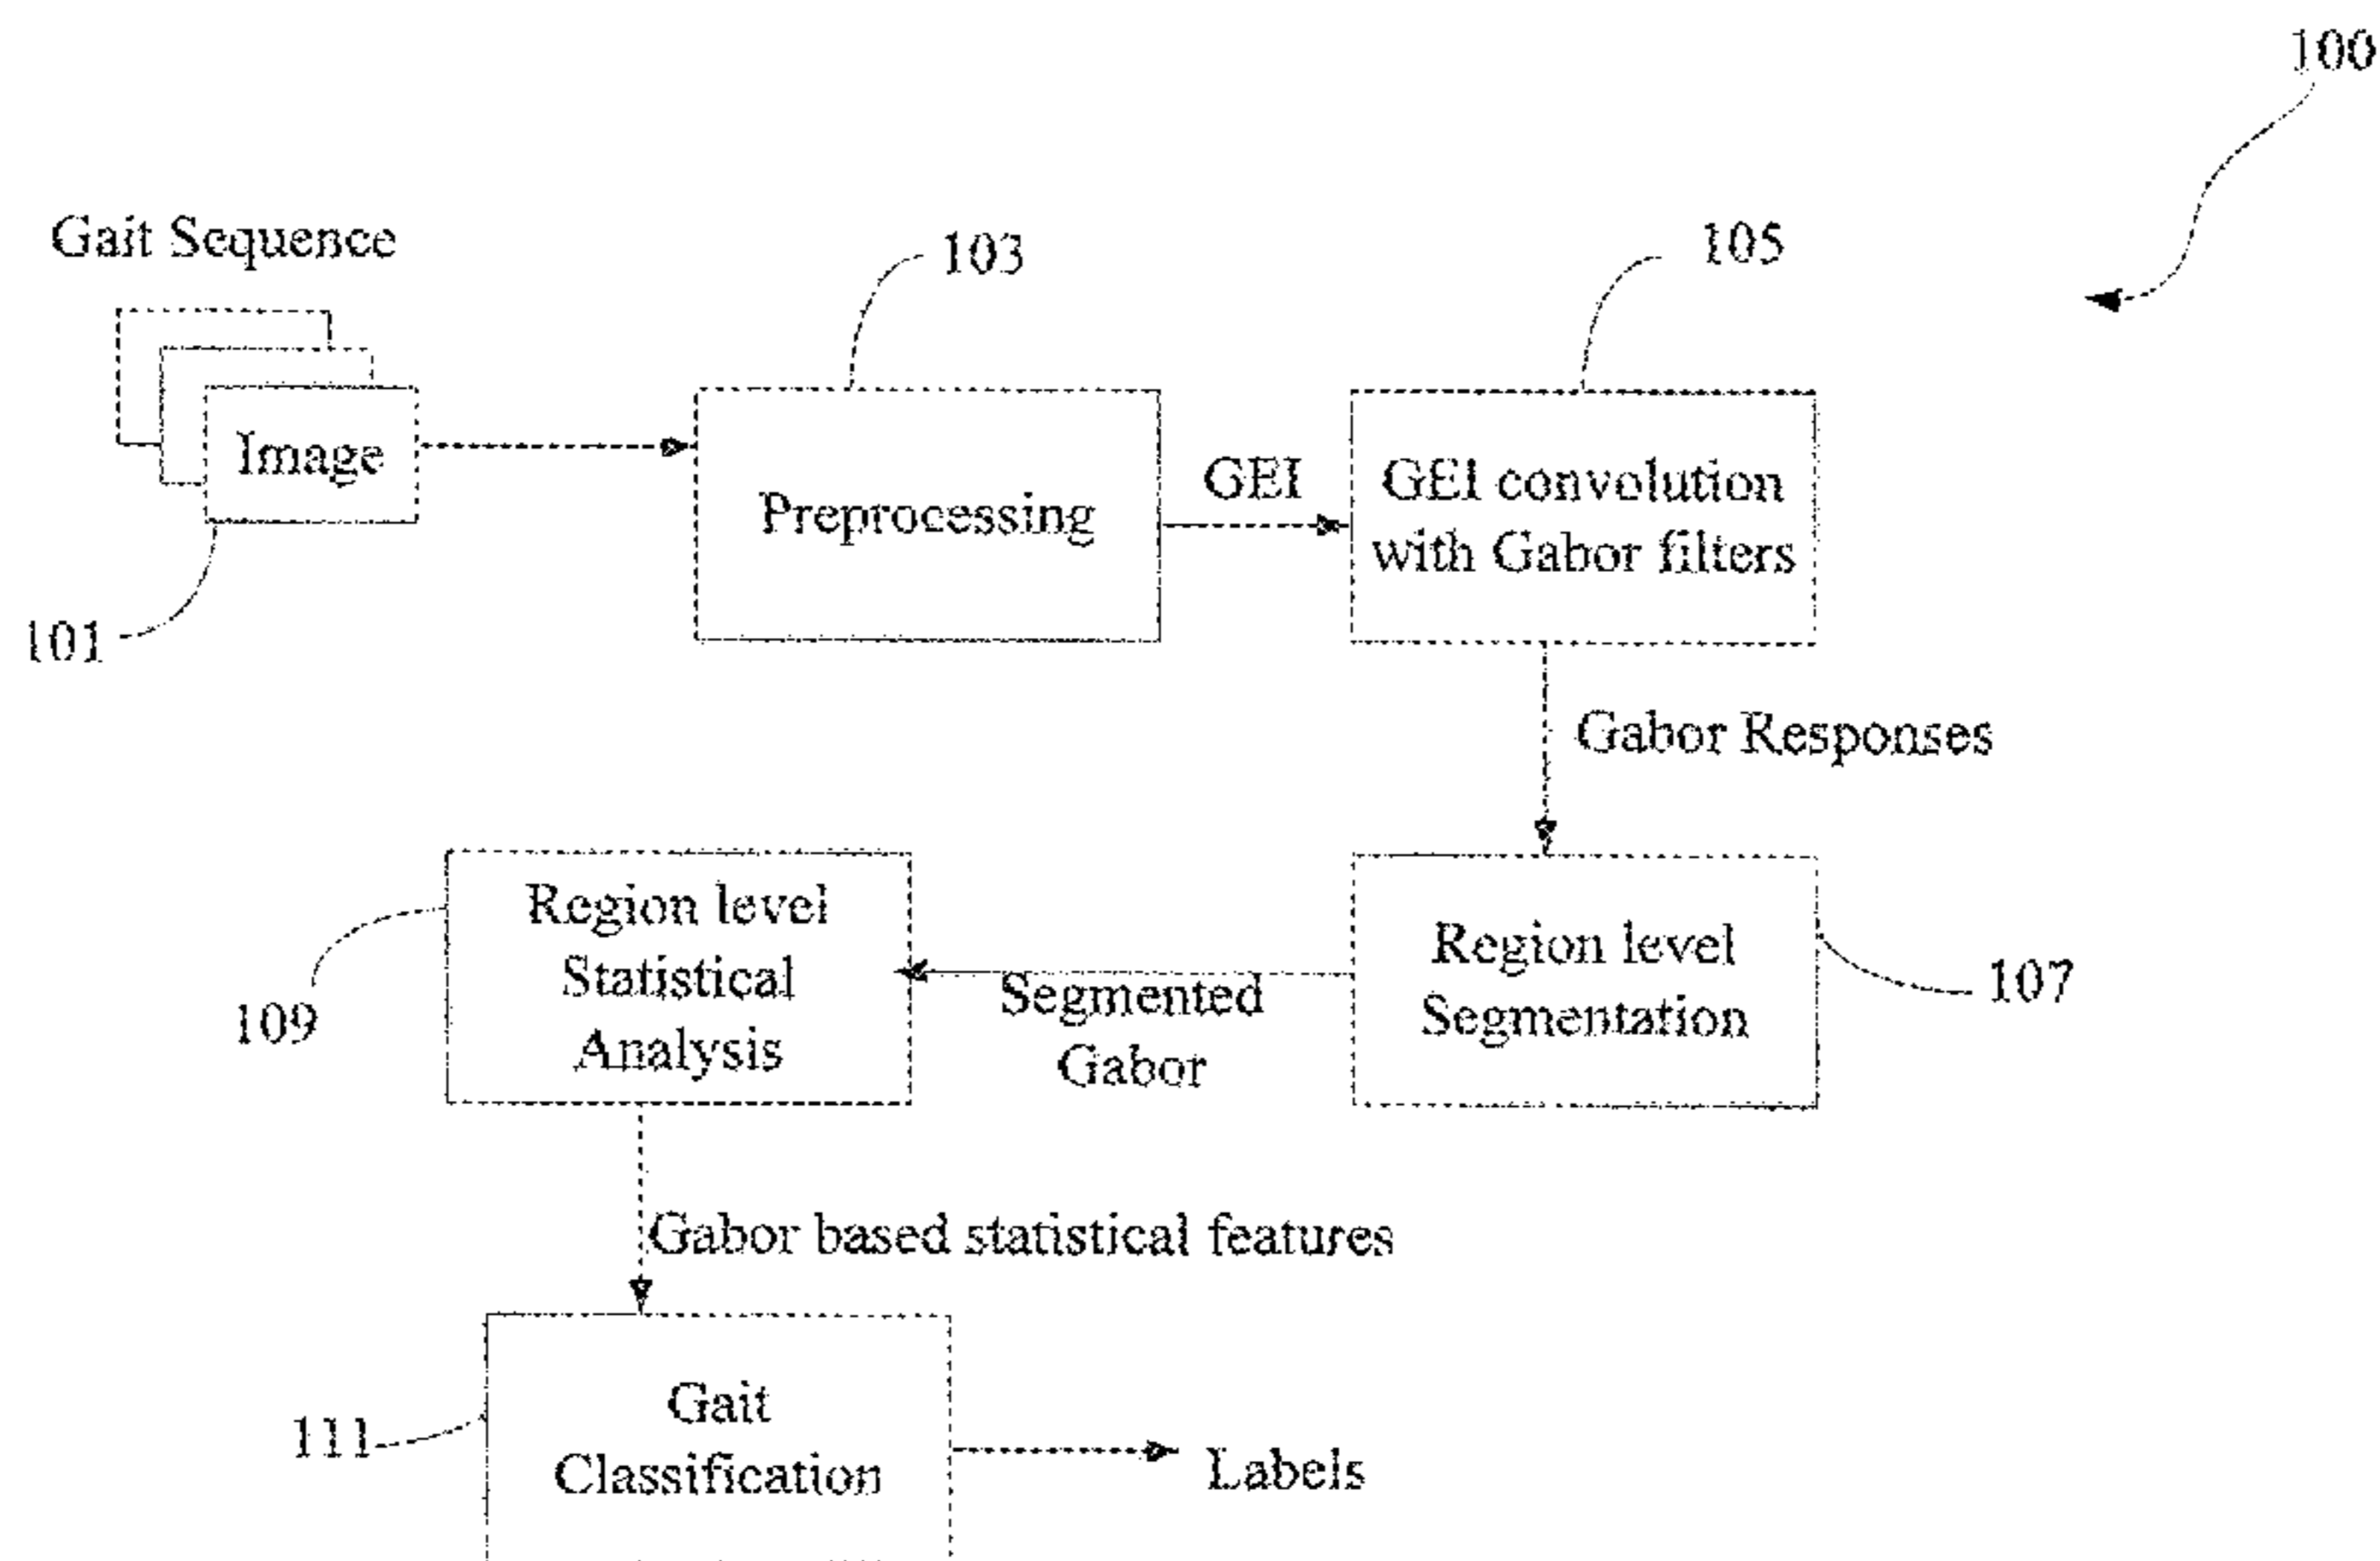 100
Gait Sequence
103
105
Image
Preprocessing
GEI
GEI convolution
with Gabor filters
101
Gabor Responses
Region level
Statistical
Analysis
109
Segmented
Gabor
Region level
Segmentation
107
Gabor based statistical features
111
Gait
Classification
Labels